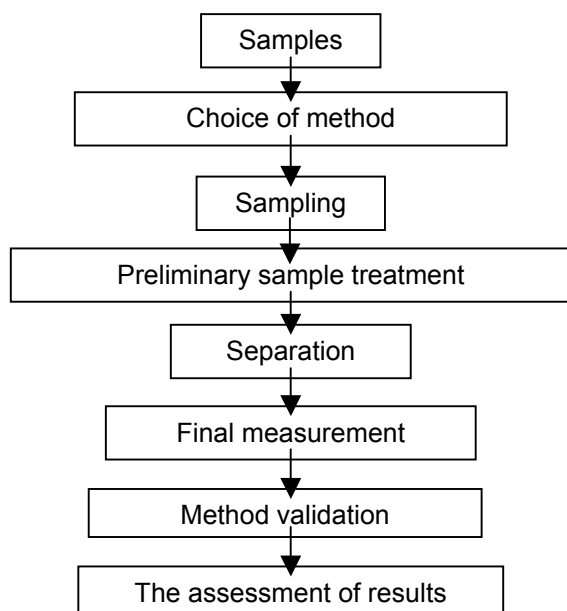 Samples
Choice of method
Sampling
Preliminary sample treatment
Separation
Final measurement
Method validation
The assessment of results